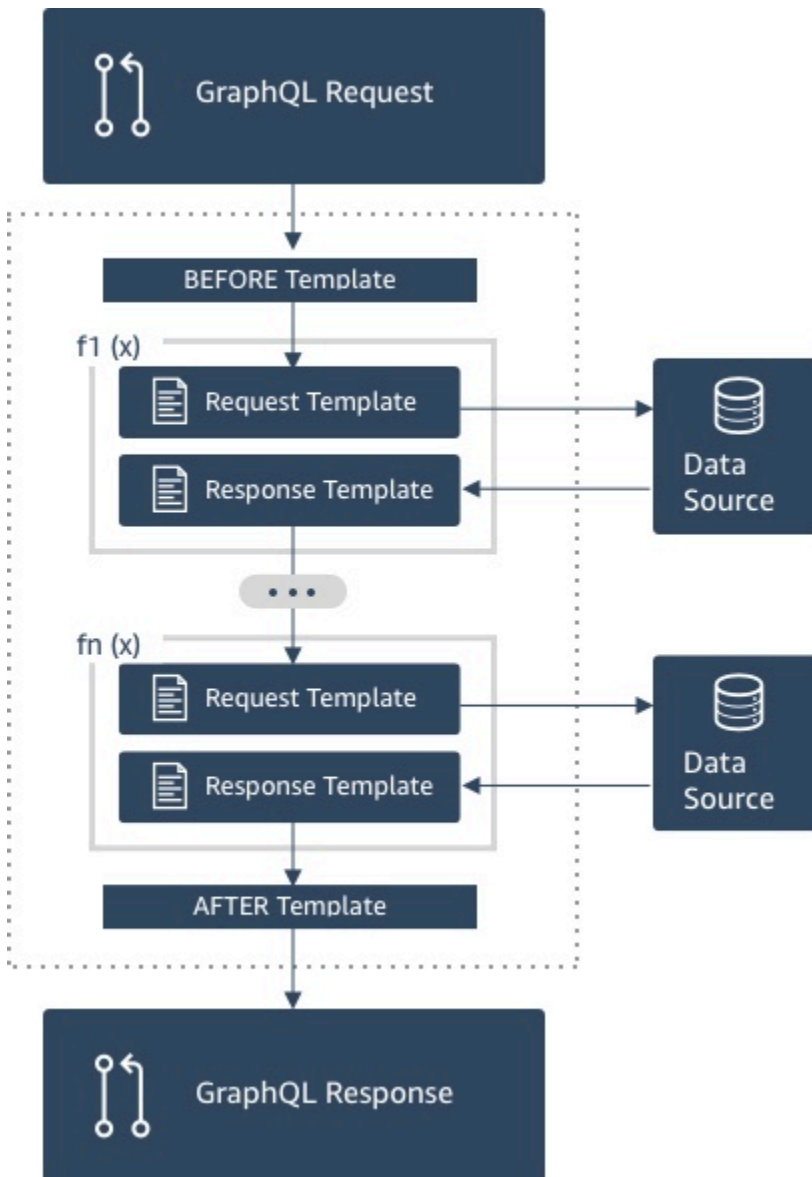 GraphQL Request
BEFORE Template
f1 (x)
Request Template
Response Template
Data
Source
fn (x)
Request Template
Response Template
Data
Source
AFTER Template
GraphQL Response